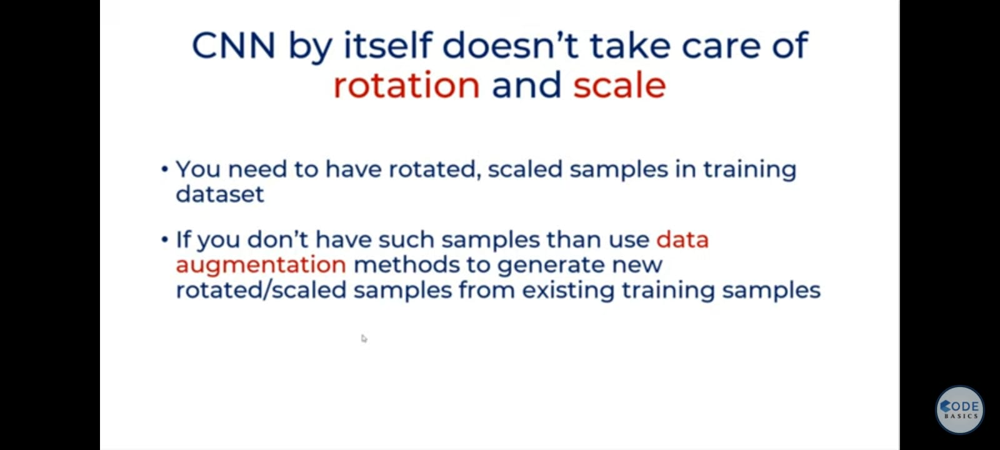 CNN by itself doesn't take care of
rotation and scale
• You need to have rotated, scaled samples in training
dataset
• If you don't have such samples than use data
augmentation methods to generate new
rotated/scaled samples from existing training samples
CODE
BASICS